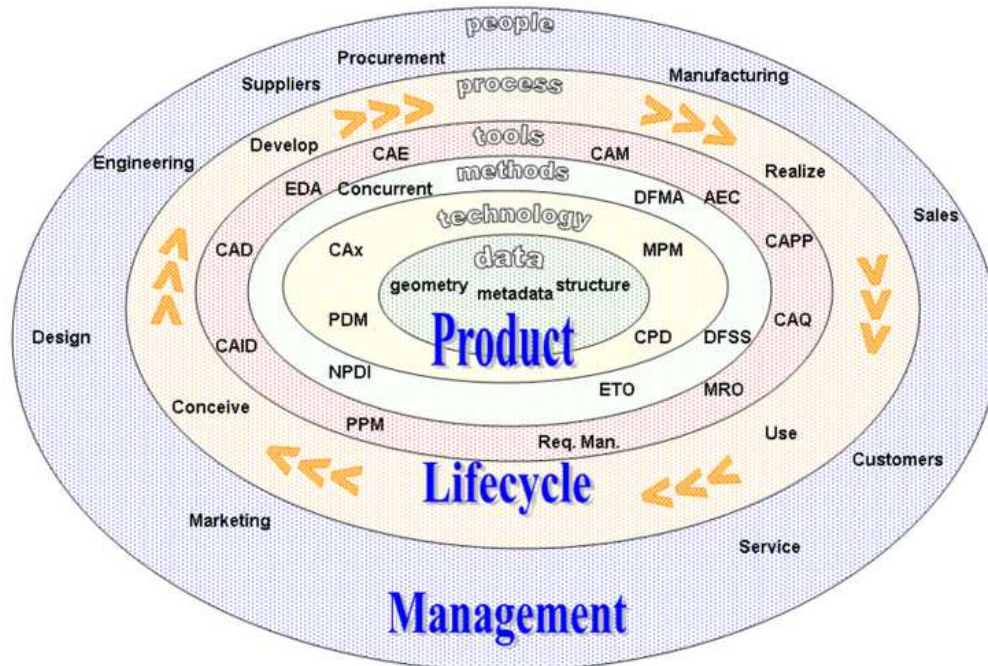 people
Procurement
Suppliers
Manufacturing
process
Develop
tools
Engineering
CAE
CAM
Realize
methods
EDA
Concurrent
DFMA
AEC
technology
Sales
CAD
CAx
data
MPM
CAPP
geometry
metadata
structure
PDM
CAQ
Design
CAID
Product
CPD
DFSS
NPDI
ETO
MRO
Conceive
PPM
Use
Req. Man.
Customers
Lifecycle
Marketing
Service
Management